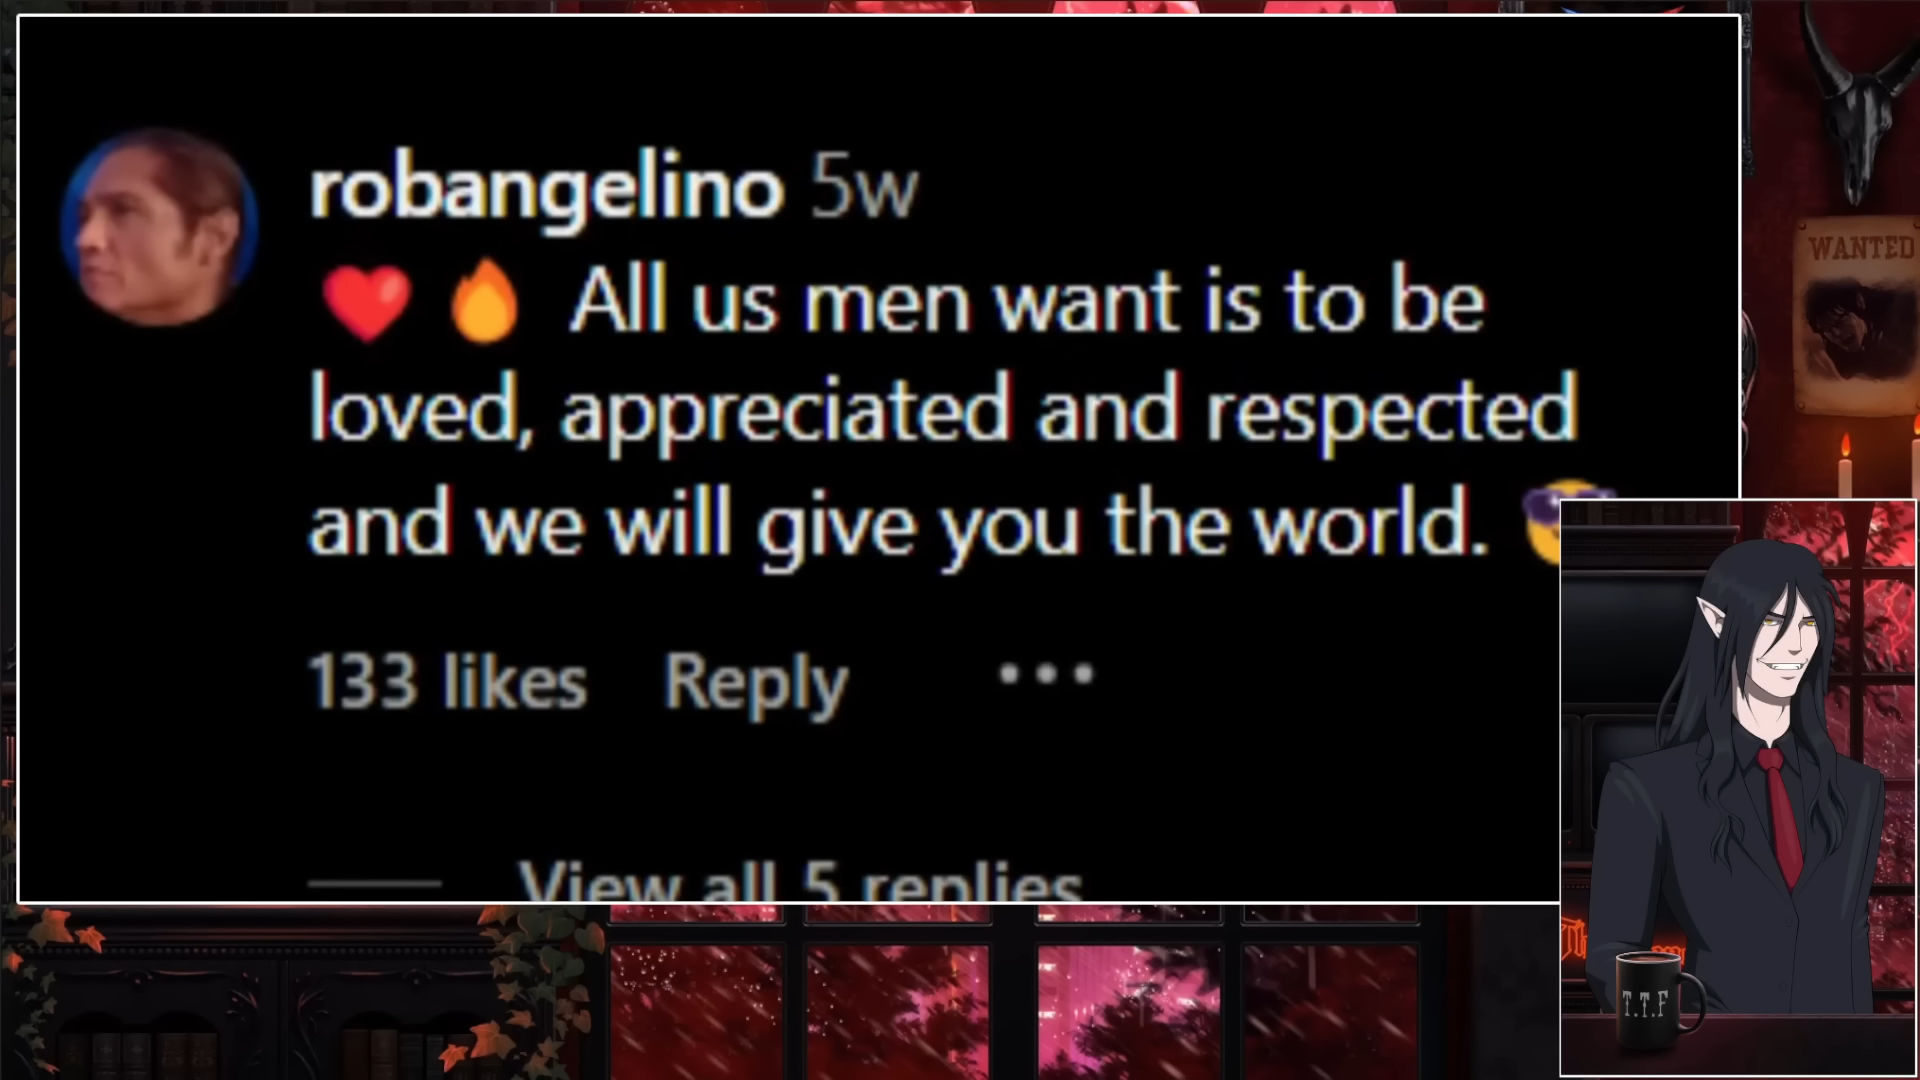 robangelino 5w
❤️ 🔥 All us men want is to be
loved, appreciated and respected
and we will give you the world. 😎
133 likes Reply •••
View all 5 replies
WANTED
T.T.F